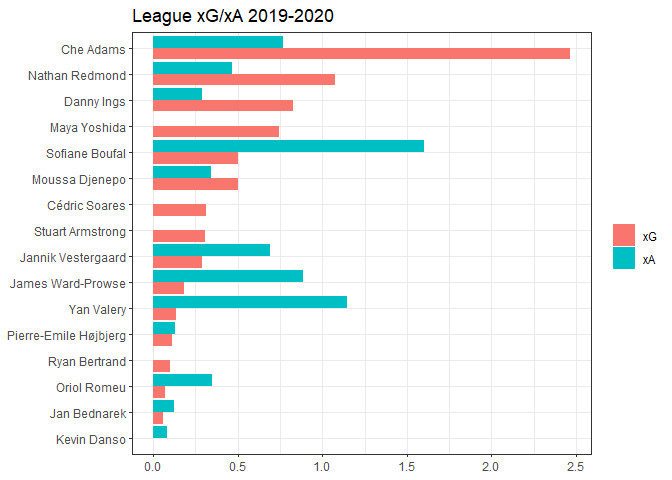 League xG/xA 2019-2020
Che Adams
Nathan Redmond
Danny Ings
Maya Yoshida
Sofiane Boufal
Moussa Djenepo
Cédric Soares
Stuart Armstrong
Jannik Vestergaard
James Ward-Prowse
Yan Valery
Pierre-Emile Højbjerg
Ryan Bertrand
Oriol Romeu
Jan Bednarek
Kevin Danso
0.0 0.5 1.0 1.5 2.0 2.5
xG
xA